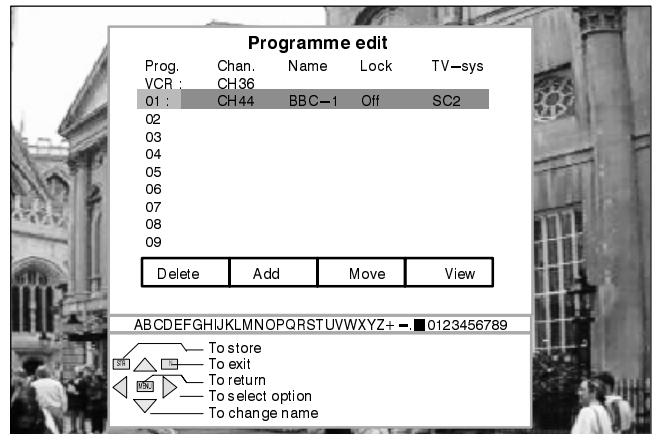 Programme edit
Prog. Chan. Name Lock TV–sys
VCR : CH36
01 : CH44 BBC–1 Off SC2
02
03
04
05
06
07
08
09
Delete Add Move View
ABCDEFGHIJKLMNOPQRSTUVWXYZ+ –. ■ 0123456789
To store
STR To exit
To return
MENU To select option
To change name